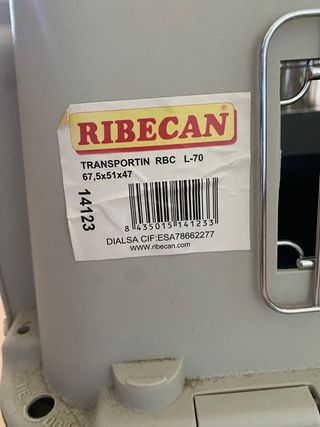 RIBECAN
TRANSPORTIN RBC L-70
67,5x51x47
14123
8 435015 141233
DIALSA CIF:ESA78662277
www.ribecan.com